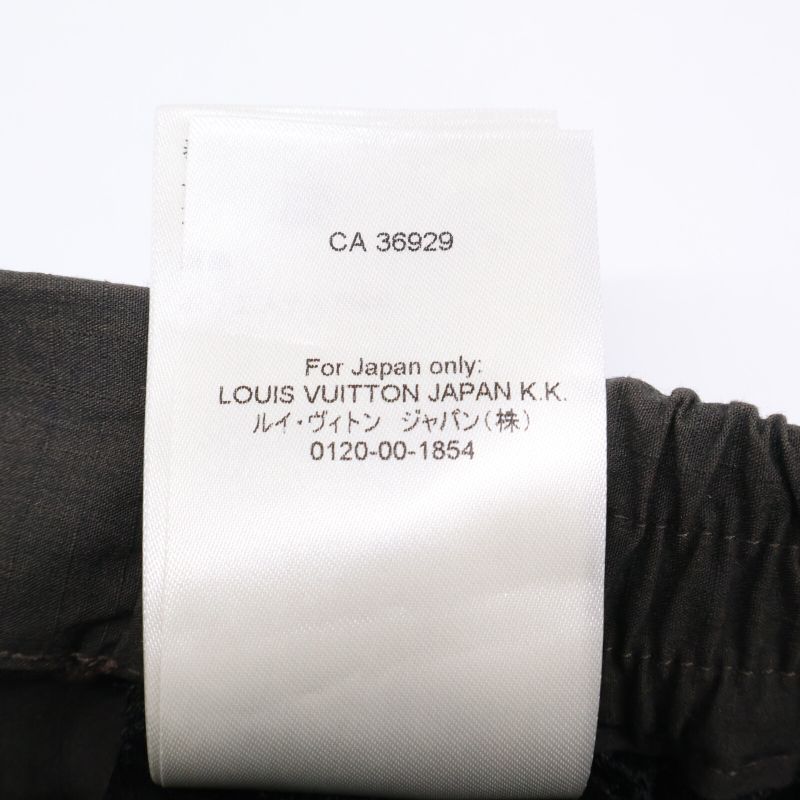 CA 36929
For Japan only:
LOUIS VUITTON JAPAN K.K.
ルイ・ヴィトン ジャパン(株)
0120-00-1854